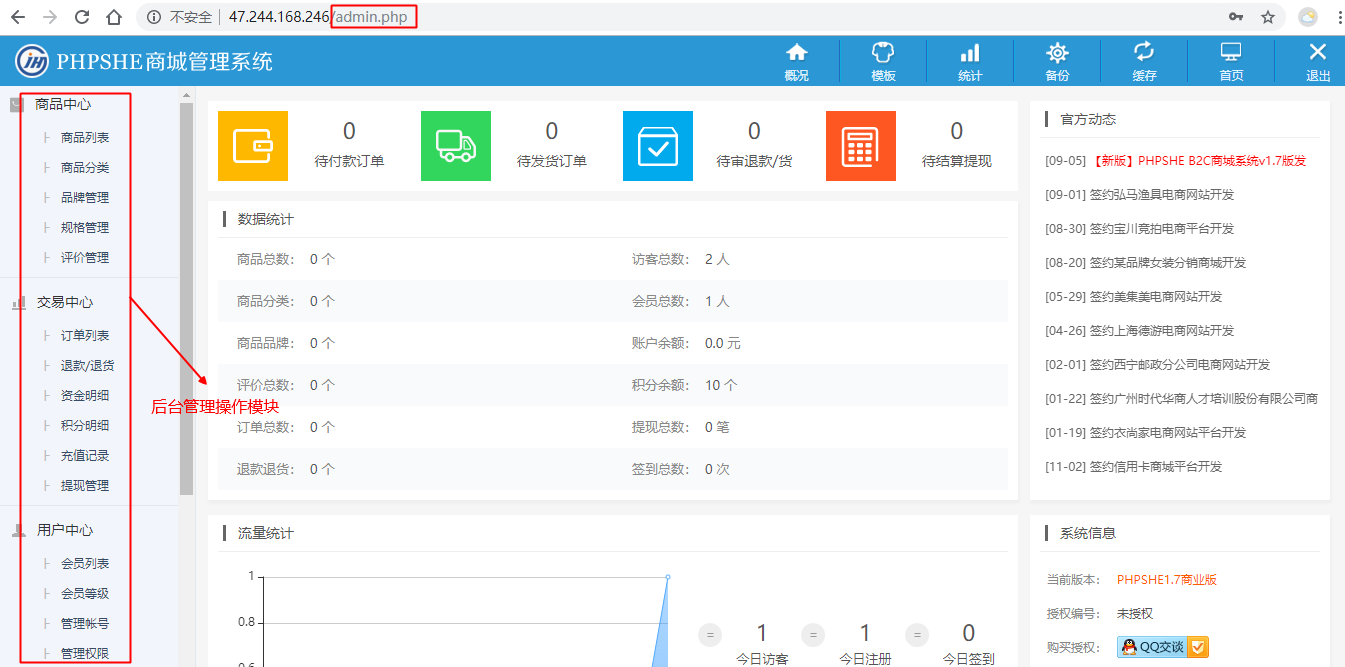 不安全 47.244.168.246/admin.php
PHPSHE商城管理系统
概况 模板 统计 备份 缓存 首页 退出
商品中心
商品列表
商品分类
品牌管理
规格管理
评价管理
交易中心
订单列表
退款/退货
资金明细
积分明细
充值记录
提现管理
用户中心
会员列表
会员等级
管理帐号
管理权限
后台管理操作模块
0 待付款订单
0 待发货订单
0 待审退款/货
0 待结算提现
数据统计
商品总数： 0 个 访客总数： 2 人
商品分类： 0 个 会员总数： 1 人
商品品牌： 0 个 账户余额： 0.0 元
评价总数： 0 个 积分余额： 10 个
订单总数： 0 个 提现总数： 0 笔
退款退货： 0 个 签到总数： 0 次
流量统计
1
0.8
0.6
= 1 = 1 = 0
今日访客 今日注册 今日签到
官方动态
[09-05] 【新版】PHPSHE B2C商城系统v1.7版发
[09-01] 签约弘马渔具电商网站开发
[08-30] 签约宝川竞拍电商平台开发
[08-20] 签约某品牌女装分销商城开发
[05-29] 签约美集美电商网站开发
[04-26] 签约上海德游电商网站开发
[02-01] 签约西宁邮政分公司电商网站开发
[01-22] 签约广州时代华商人才培训股份有限公司商
[01-19] 签约衣尚家电商网站平台开发
[11-02] 签约信用卡商城平台开发
系统信息
当前版本： PHPSHE1.7商业版
授权编号： 未授权
购买授权： QQ交谈